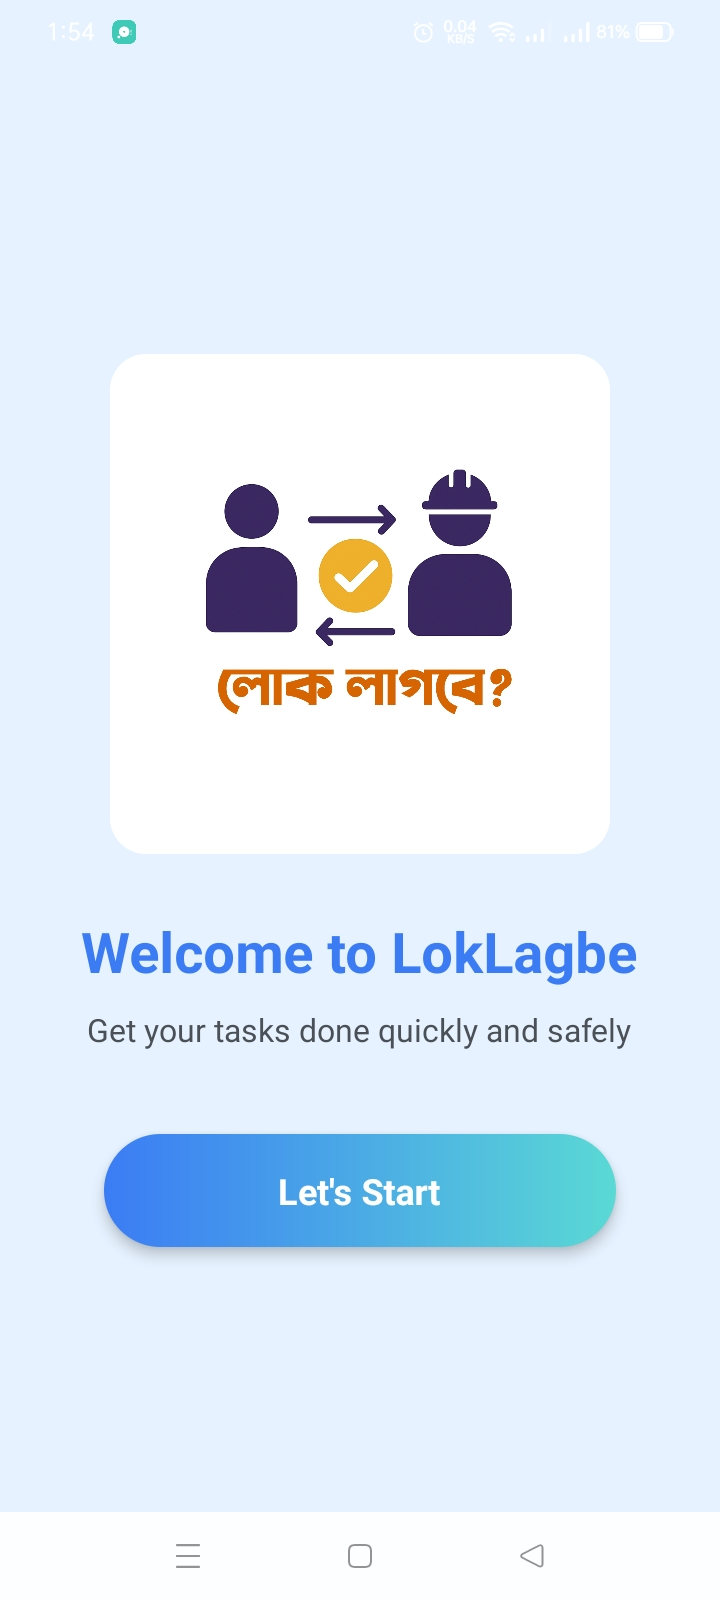 1:54
0.04
KB/S
81%
লোক লাগবে?
Welcome to LokLagbe
Get your tasks done quickly and safely
Let's Start